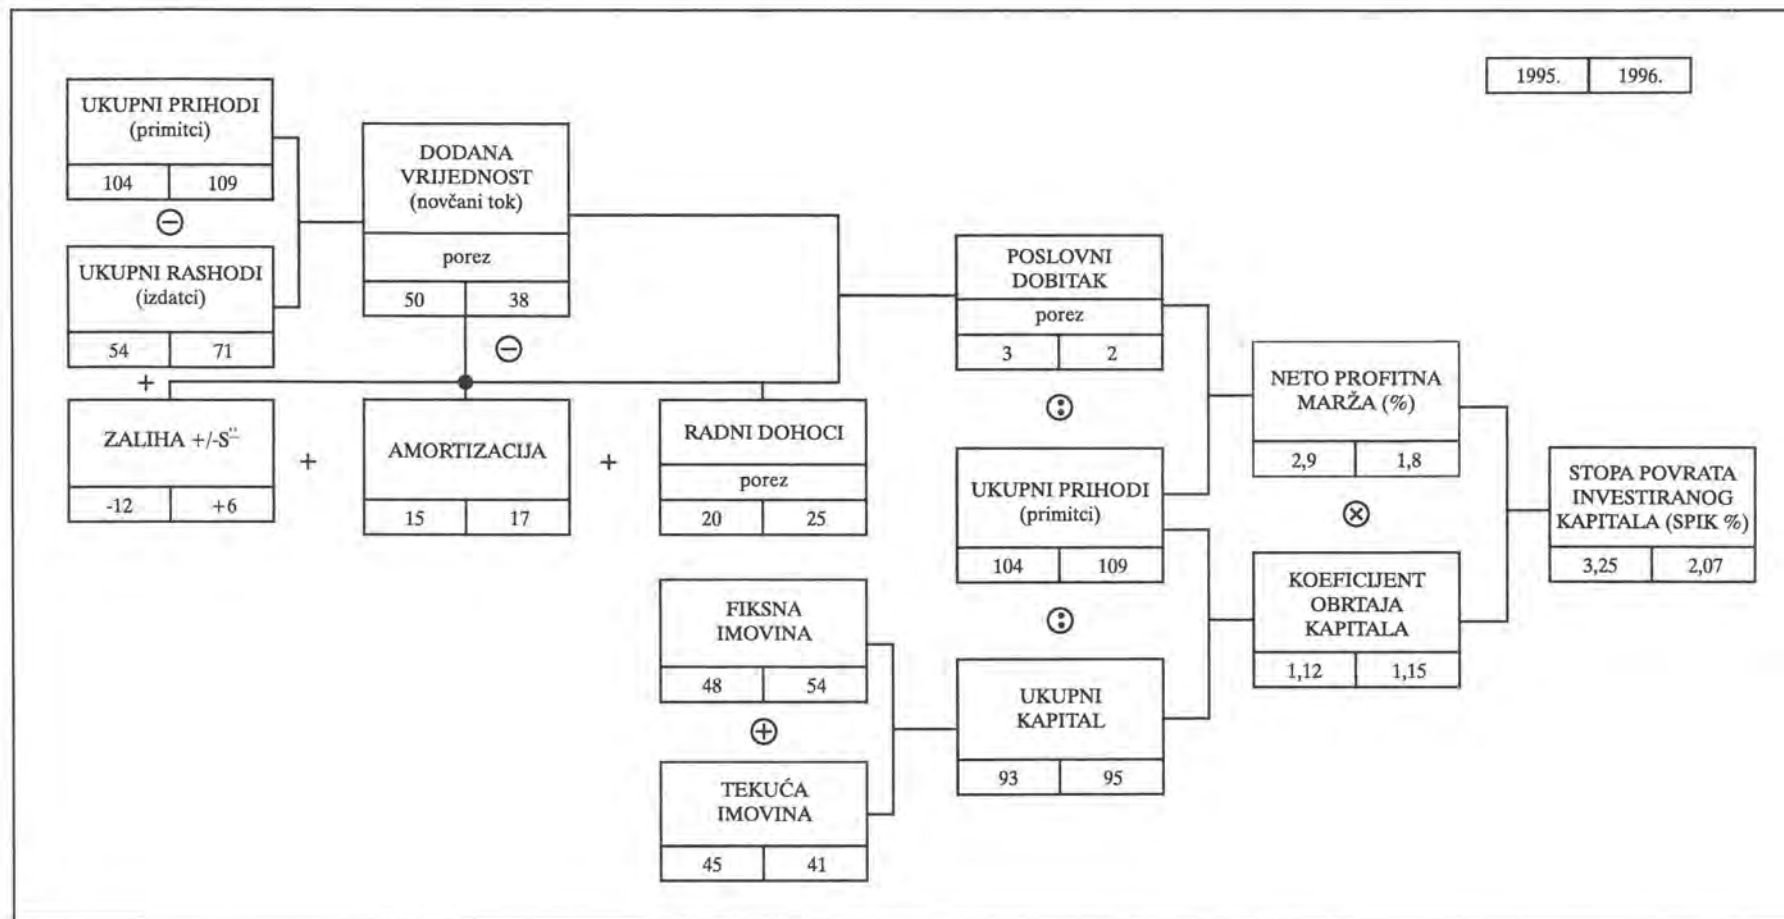 1995. 1996.
UKUPNI PRIHODI
(primitci)
104 109
−
UKUPNI RASHODI
(izdatci)
54 71
+
ZALIHA +/-S
-12 +6
+
DODANA
VRIJEDNOST
(novčani tok)
porez
50 38
−
AMORTIZACIJA
15 17
+
RADNI DOHOCI
porez
20 25
FIKSNA
IMOVINA
48 54
+
TEKUĆA
IMOVINA
45 41
POSLOVNI
DOBITAK
porez
3 2
:
UKUPNI PRIHODI
(primitci)
104 109
:
UKUPNI
KAPITAL
93 95
NETO PROFITNA
MARŽA (%)
2,9 1,8
×
KOEFICIJENT
OBRTAJA
KAPITALA
1,12 1,15
STOPA POVRATA
INVESTIRANOG
KAPITALA (SPIK %)
3,25 2,07